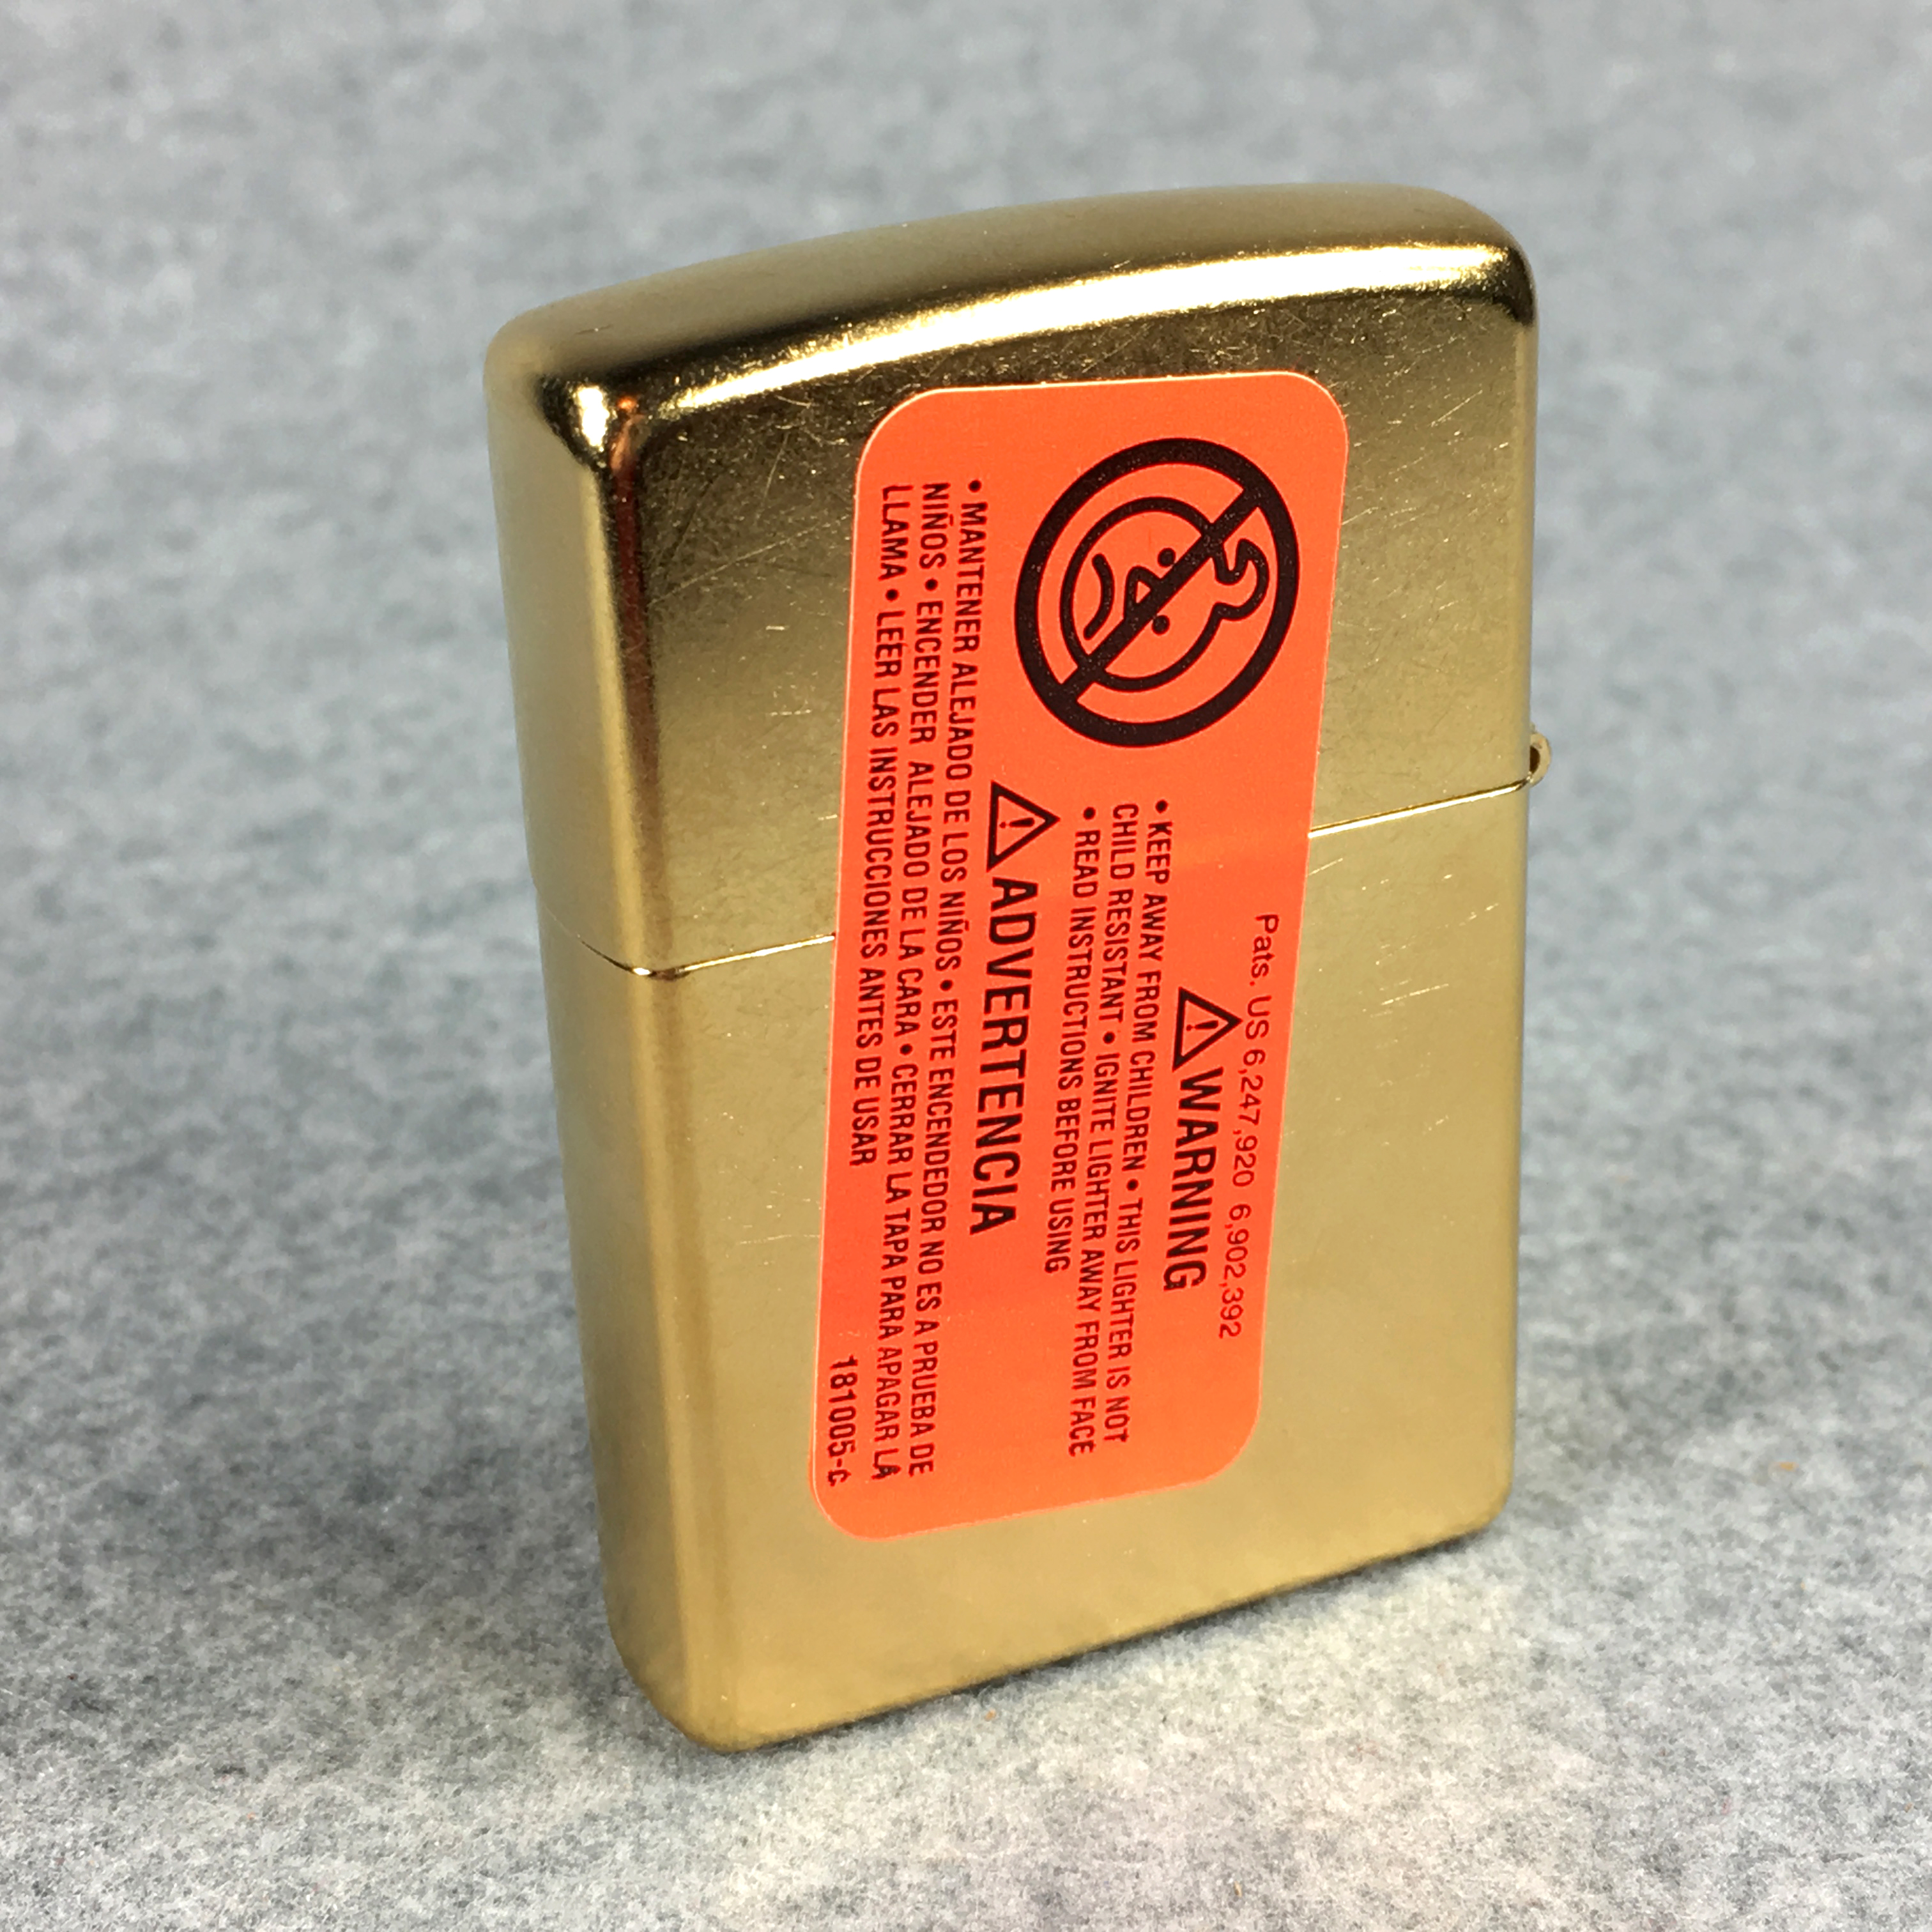 Pats. US 6,247,920 6,902,392
WARNING
• KEEP AWAY FROM CHILDREN • THIS LIGHTER IS NOT
CHILD RESISTANT • IGNITE LIGHTER AWAY FROM FACE
• READ INSTRUCTIONS BEFORE USING
ADVERTENCIA
• MANTENER ALEJADO DE LOS NIÑOS • ESTE ENCENDEDOR NO ES A PRUEBA DE
NIÑOS • ENCENDER ALEJADO DE LA CARA • CERRAR LA TAPA PARA APAGAR LA
LLAMA • LEER LAS INSTRUCCIONES ANTES DE USAR
181005-C